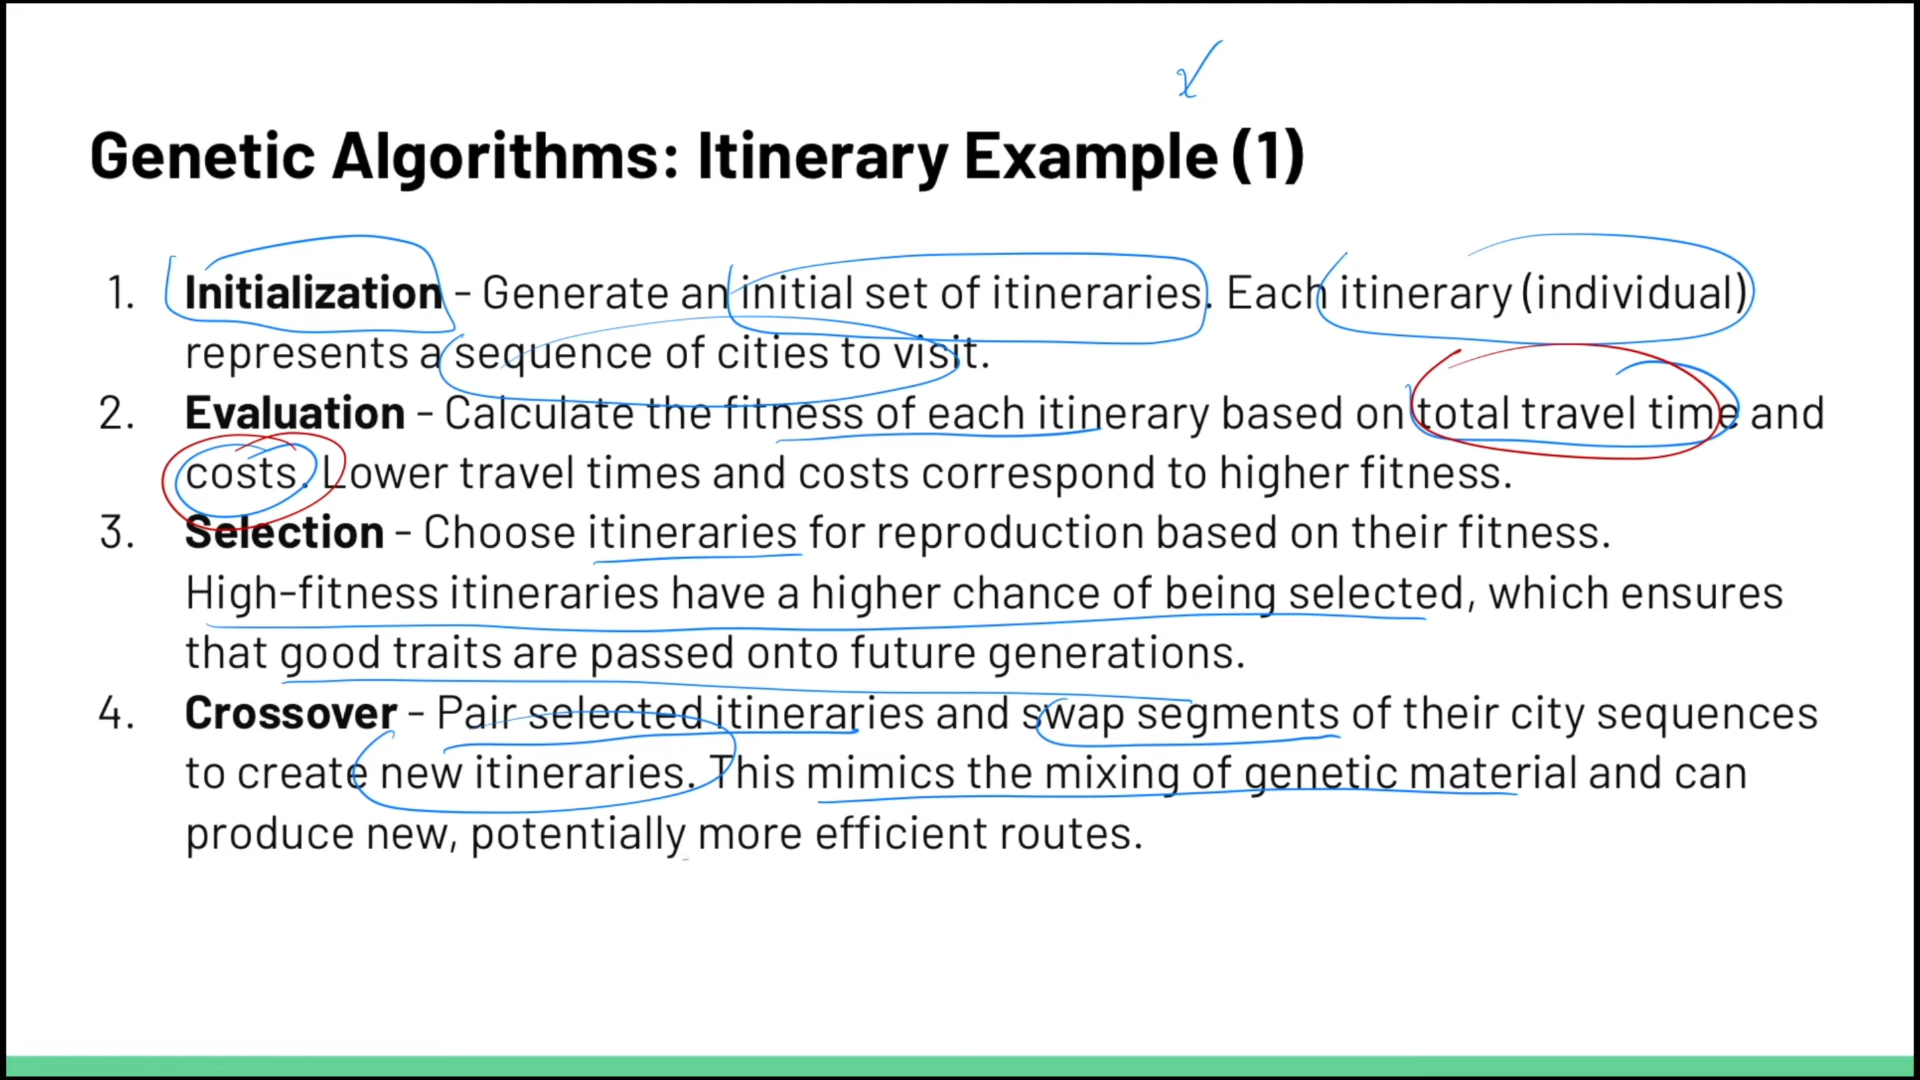 Genetic Algorithms: Itinerary Example (1)
1. Initialization - Generate an initial set of itineraries. Each itinerary (individual)
represents a sequence of cities to visit.
2. Evaluation - Calculate the fitness of each itinerary based on total travel time and
costs. Lower travel times and costs correspond to higher fitness.
3. Selection - Choose itineraries for reproduction based on their fitness.
High-fitness itineraries have a higher chance of being selected, which ensures
that good traits are passed onto future generations.
4. Crossover - Pair selected itineraries and swap segments of their city sequences
to create new itineraries. This mimics the mixing of genetic material and can
produce new, potentially more efficient routes.